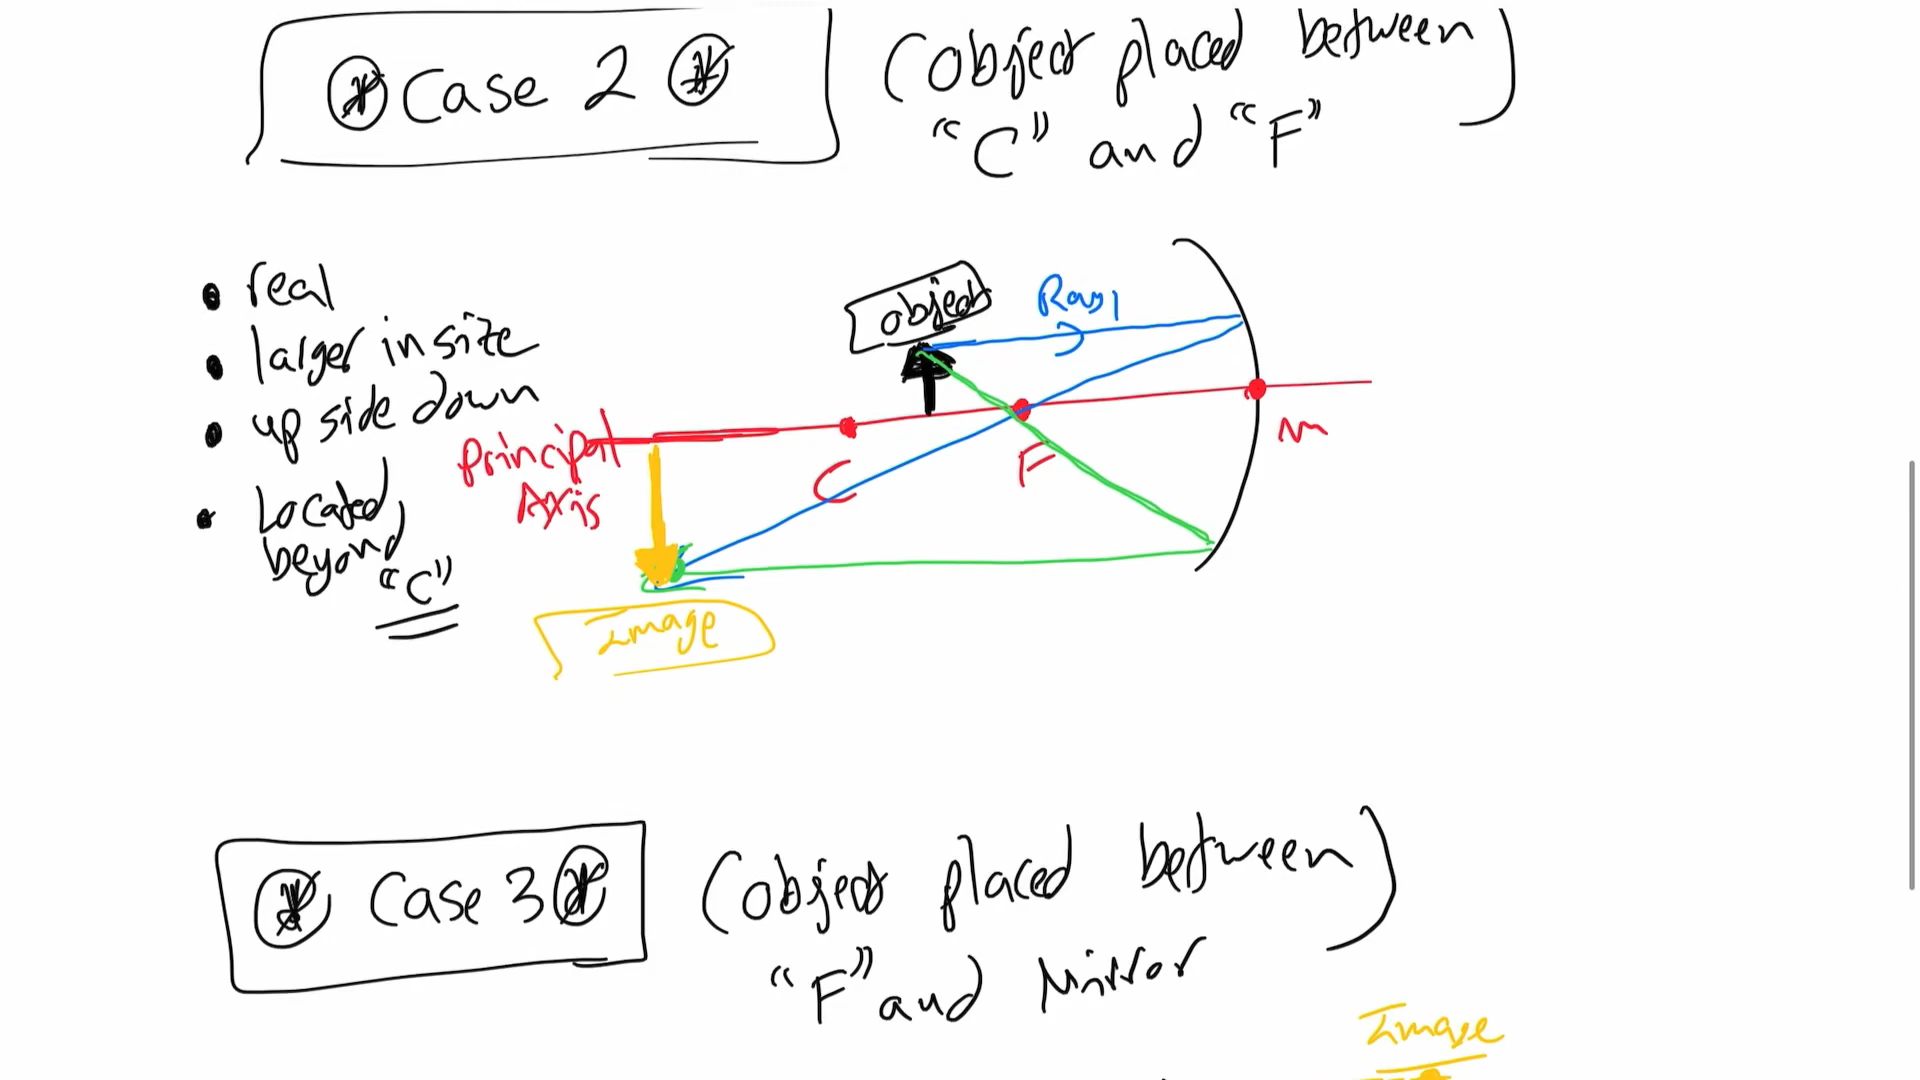 Case 2
(object placed between
"C" and "F")
• real
• larger in size
• up side down
• Located
beyond
"C"
object
Ray 1
Principal
Axis
C
F
M
Image
Case 3
(object placed between)
"F" and Mirror
Image